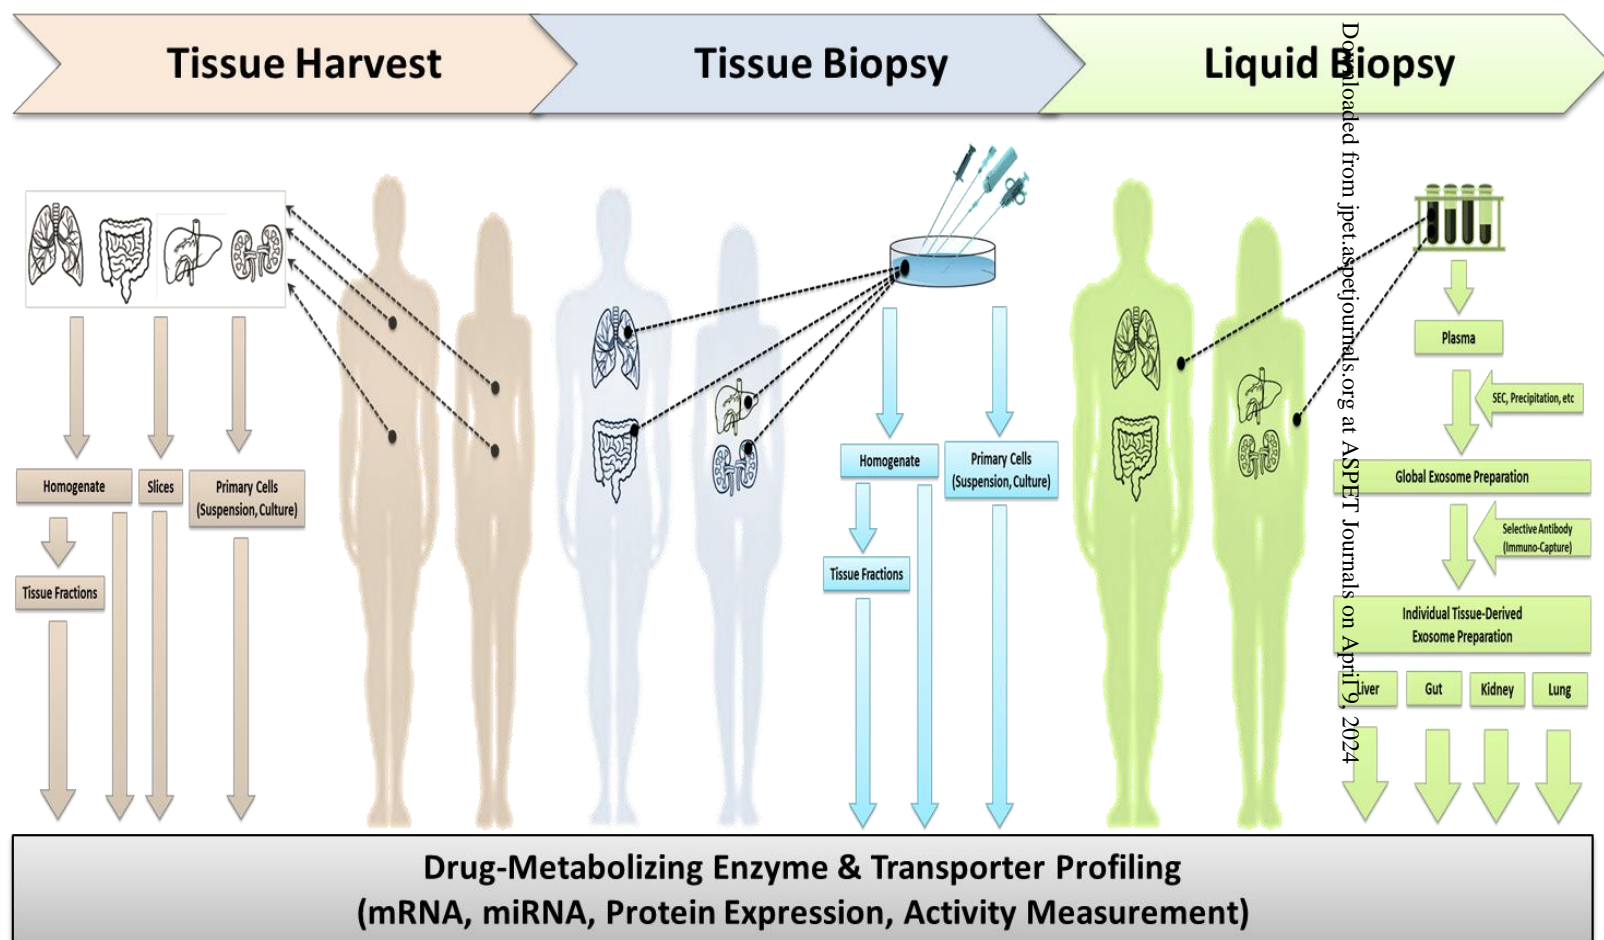 Tissue Harvest
Tissue Biopsy
Liquid Biopsy
Homogenate
Slices
Primary Cells
(Suspension, Culture)
Tissue Fractions
Homogenate
Primary Cells
(Suspension, Culture)
Tissue Fractions
Plasma
SEC, Precipitation, etc
Global Exosome Preparation
Selective Antibody
(Immuno-Capture)
Individual Tissue-Derived
Exosome Preparation
Liver
Gut
Kidney
Lung
Drug-Metabolizing Enzyme & Transporter Profiling
(mRNA, miRNA, Protein Expression, Activity Measurement)
Downloaded from jpet.aspetjournals.org at ASPET Journals on April 9, 2024